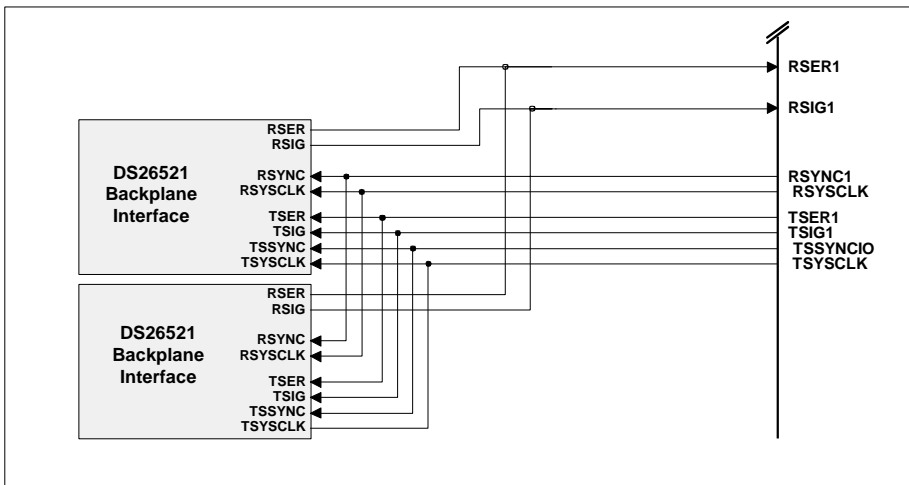 RSER1
RSIG1
DS26521
Backplane
Interface
RSER
RSIG
RSYNC
RSYSCLK
TSER
TSIG
TSSYNC
TSYSCLK
RSYNC1
RSYSCLK
TSER1
TSIG1
TSSYNCIO
TSYSCLK
DS26521
Backplane
Interface
RSER
RSIG
RSYNC
RSYSCLK
TSER
TSIG
TSSYNC
TSYSCLK